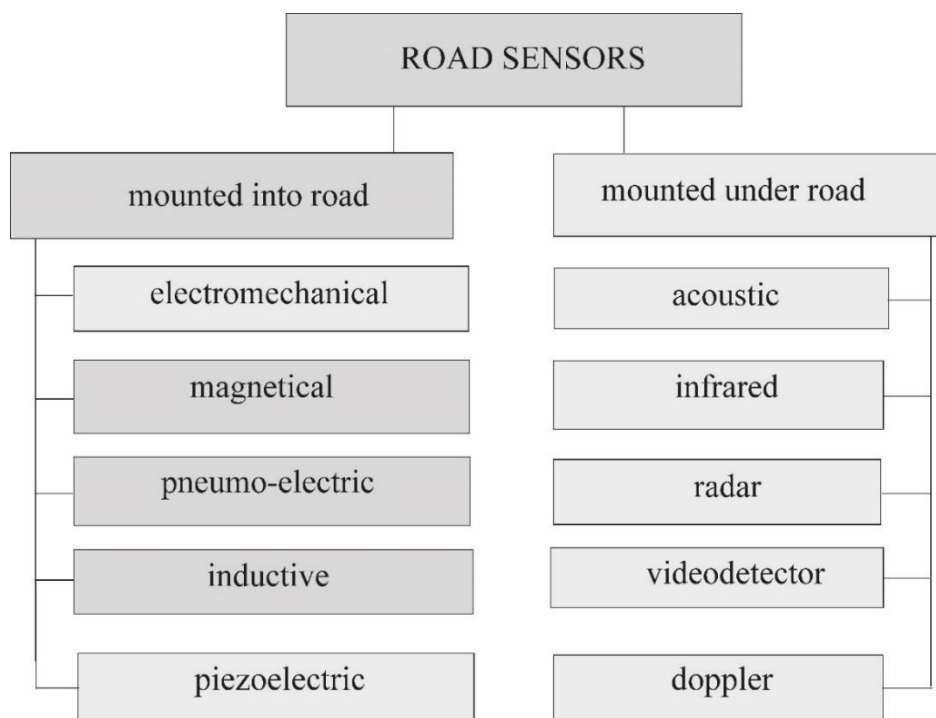 ROAD SENSORS
mounted into road
electromechanical
magnetical
pneumo-electric
inductive
piezoelectric
mounted under road
acoustic
infrared
radar
videodetector
doppler